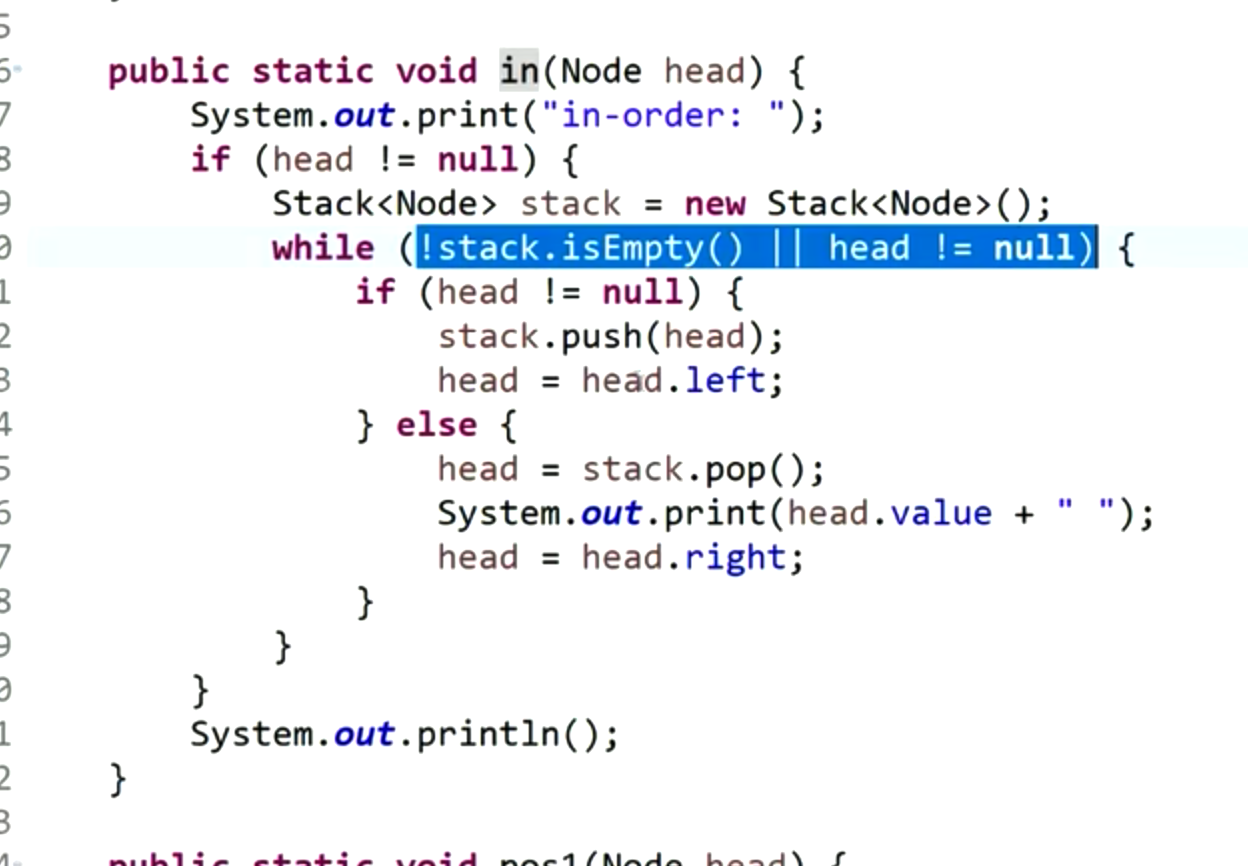 5
6 public static void in(Node head) {
7 System.out.print("in-order: ");
8 if (head != null) {
9 Stack<Node> stack = new Stack<Node>();
0 while (!stack.isEmpty() || head != null) {
1 if (head != null) {
2 stack.push(head);
3 head = head.left;
4 } else {
5 head = stack.pop();
6 System.out.print(head.value + " ");
7 head = head.right;
8 }
9 }
0 }
1 System.out.println();
2 }
3
4 public static void pos1(Node head) {